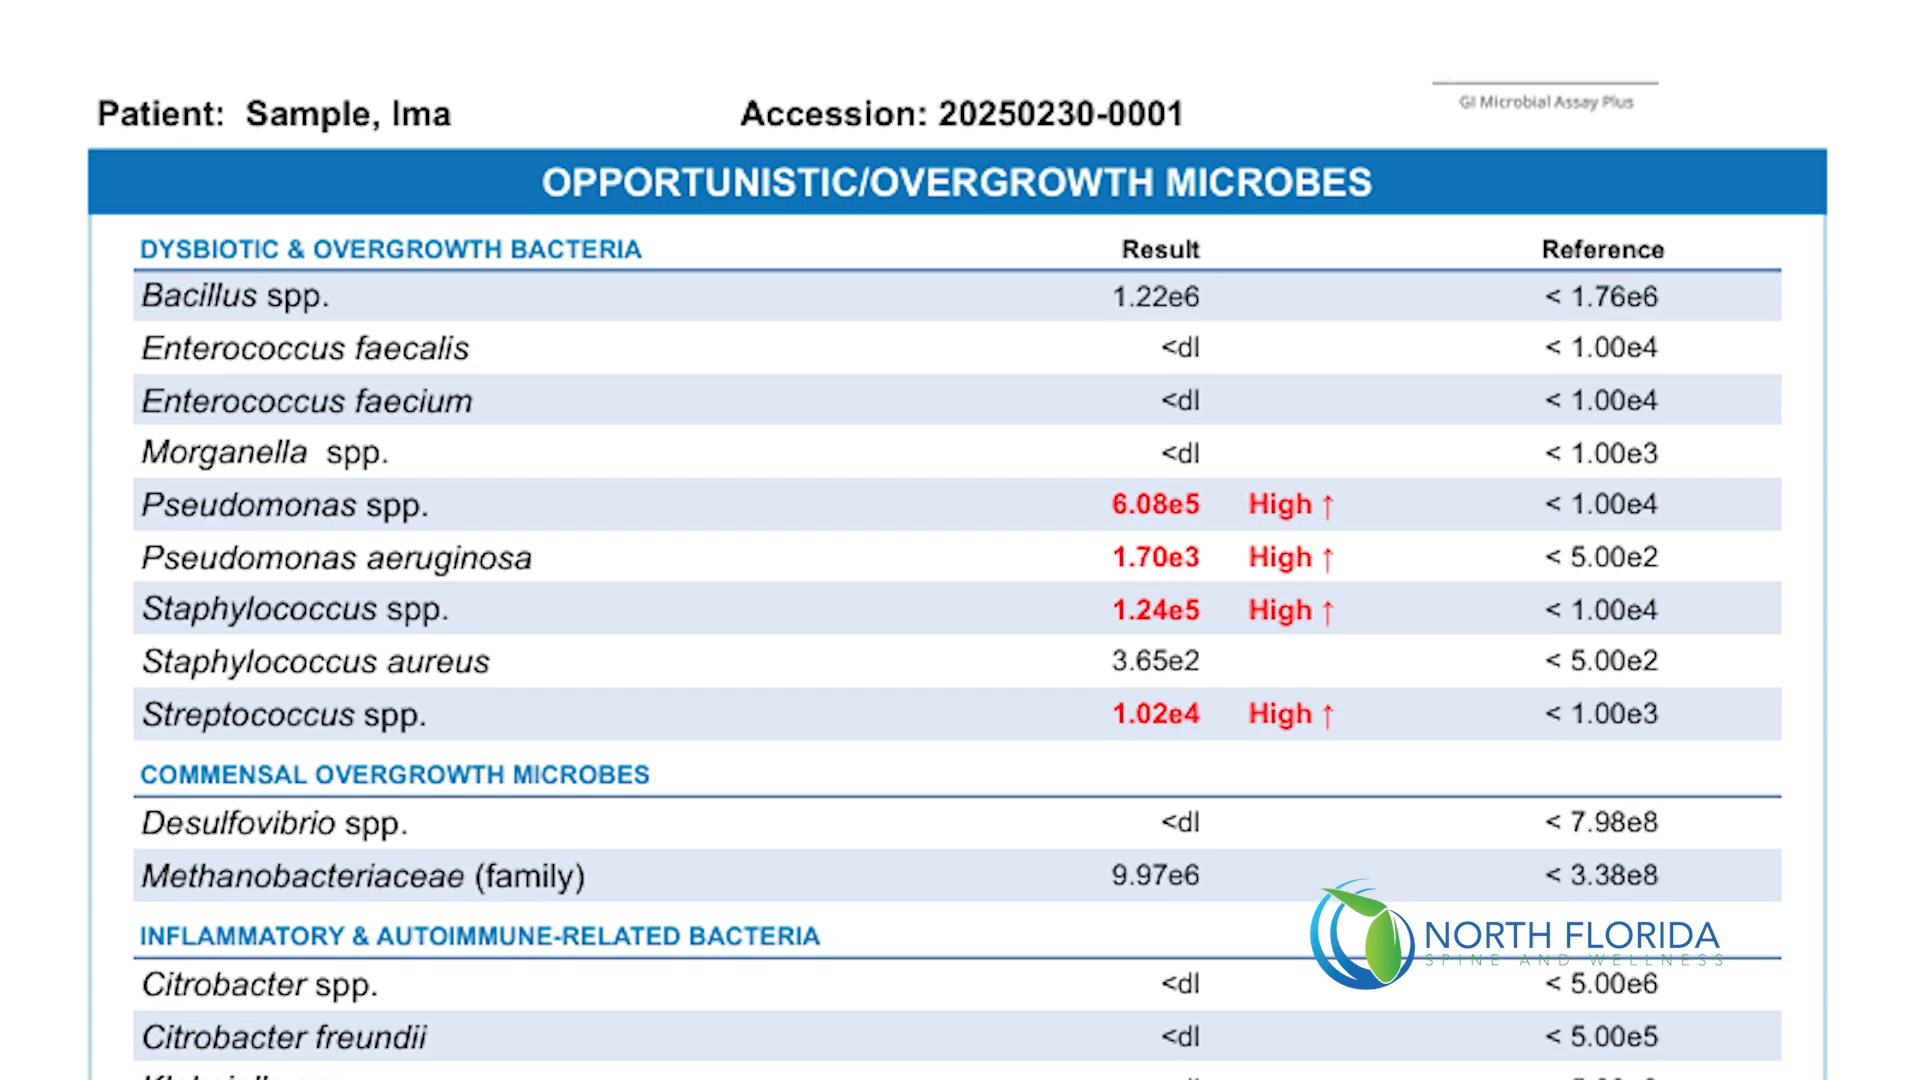 GI Microbial Assay Plus
Patient: Sample, Ima Accession: 20250230-0001
OPPORTUNISTIC/OVERGROWTH MICROBES
DYSBIOTIC & OVERGROWTH BACTERIA Result Reference
Bacillus spp. 1.22e6 < 1.76e6
Enterococcus faecalis <dl < 1.00e4
Enterococcus faecium <dl < 1.00e4
Morganella spp. <dl < 1.00e3
Pseudomonas spp. 6.08e5 High ↑ < 1.00e4
Pseudomonas aeruginosa 1.70e3 High ↑ < 5.00e2
Staphylococcus spp. 1.24e5 High ↑ < 1.00e4
Staphylococcus aureus 3.65e2 < 5.00e2
Streptococcus spp. 1.02e4 High ↑ < 1.00e3
COMMENSAL OVERGROWTH MICROBES
Desulfovibrio spp. <dl < 7.98e8
Methanobacteriaceae (family) 9.97e6 < 3.38e8
INFLAMMATORY & AUTOIMMUNE-RELATED BACTERIA
NORTH FLORIDA
SPINE AND WELLNESS
Citrobacter spp. <dl < 5.00e6
Citrobacter freundii <dl < 5.00e5